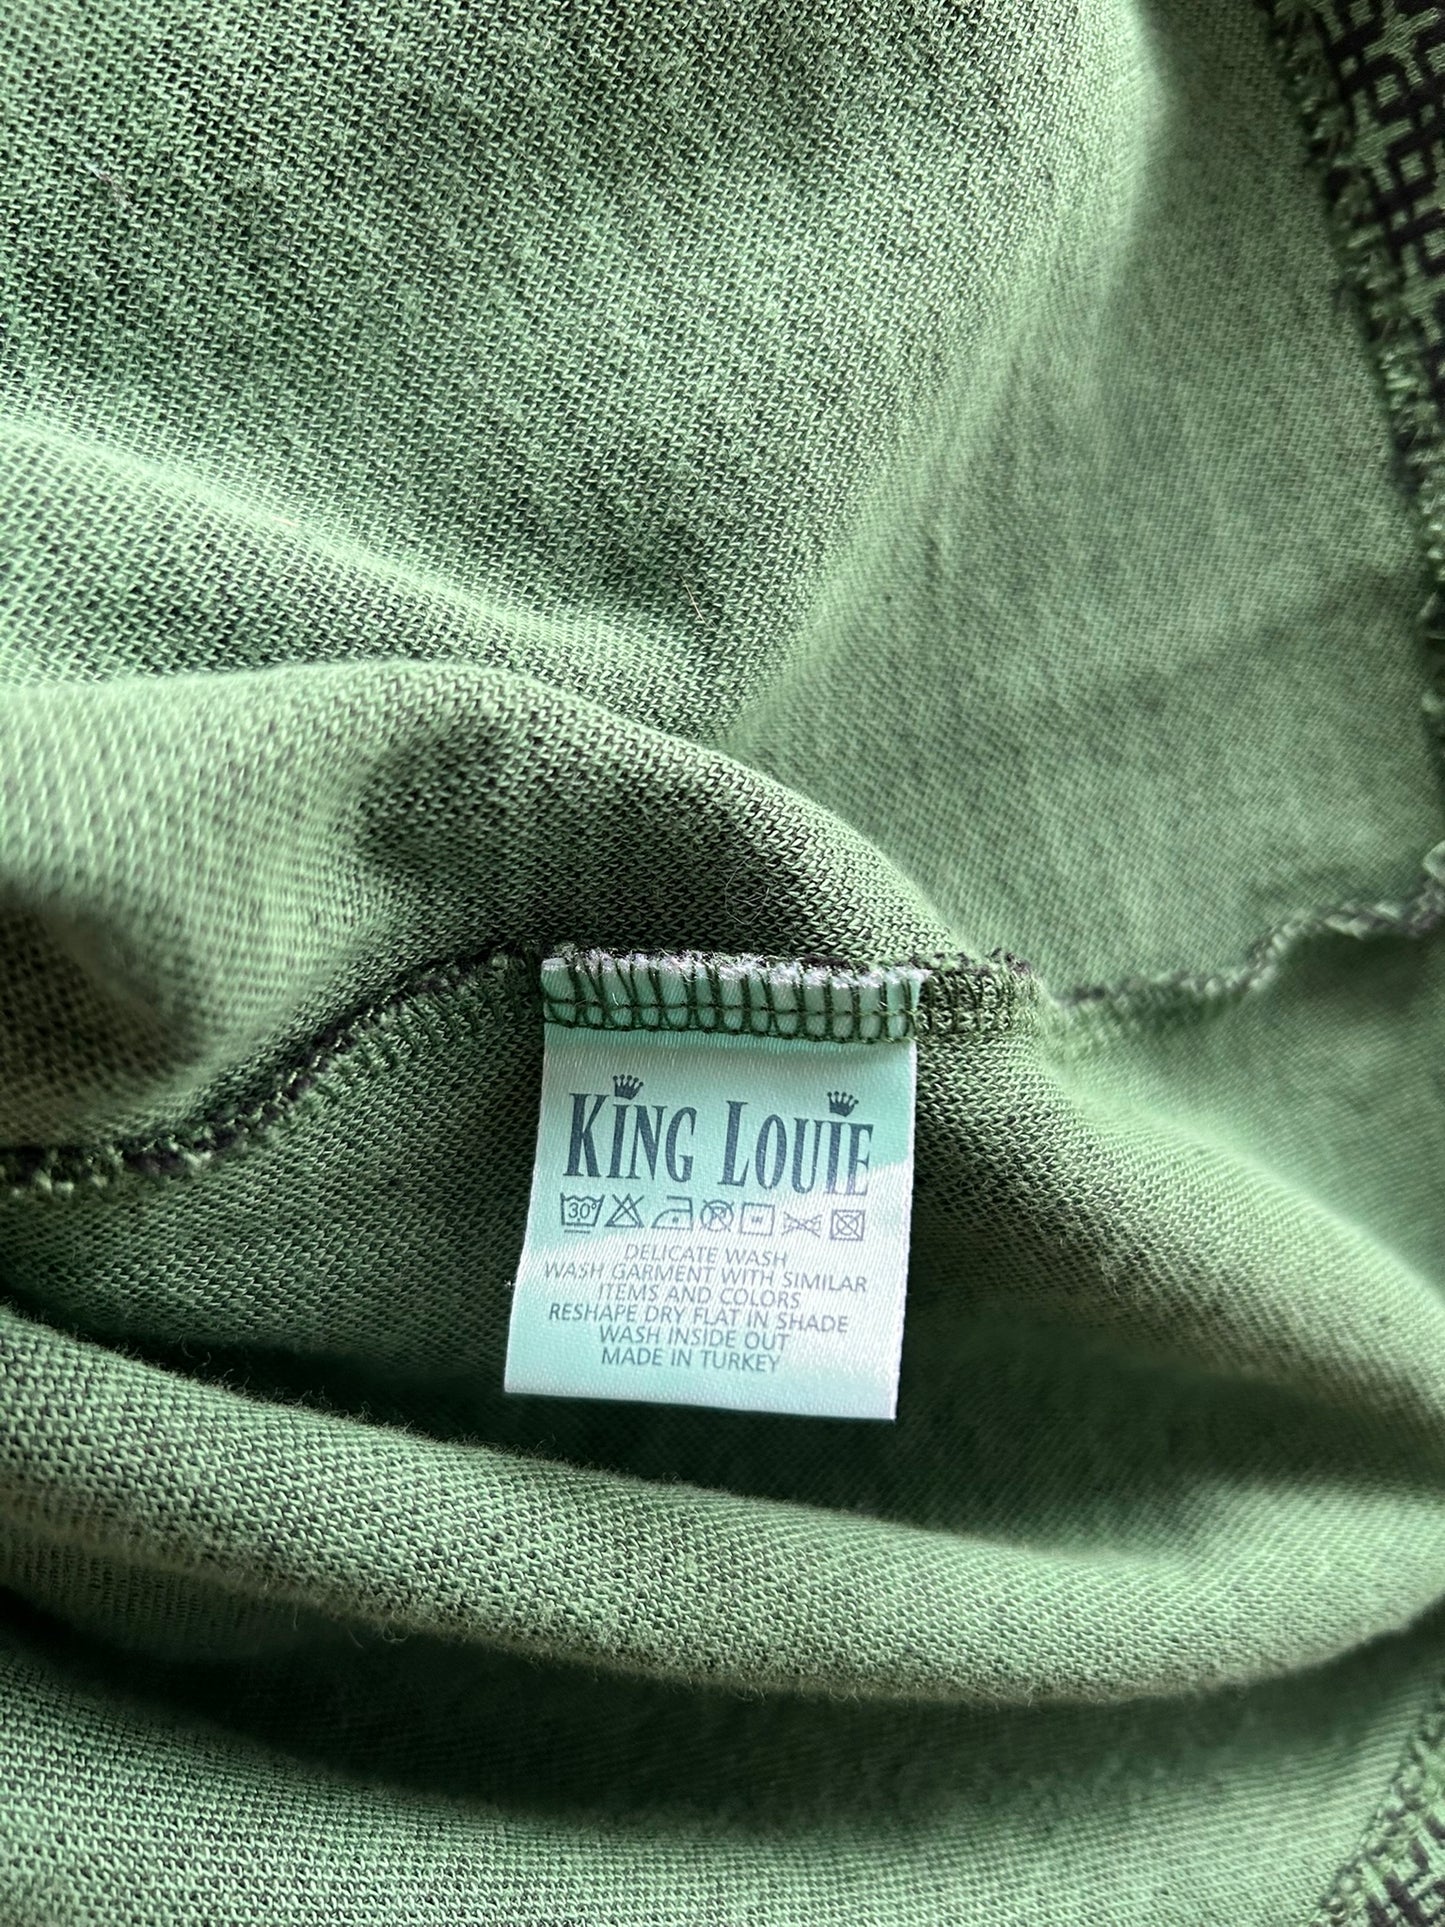 KING LOUIE
30°
DELICATE WASH
WASH GARMENT WITH SIMILAR
ITEMS AND COLORS
RESHAPE DRY FLAT IN SHADE
WASH INSIDE OUT
MADE IN TURKEY